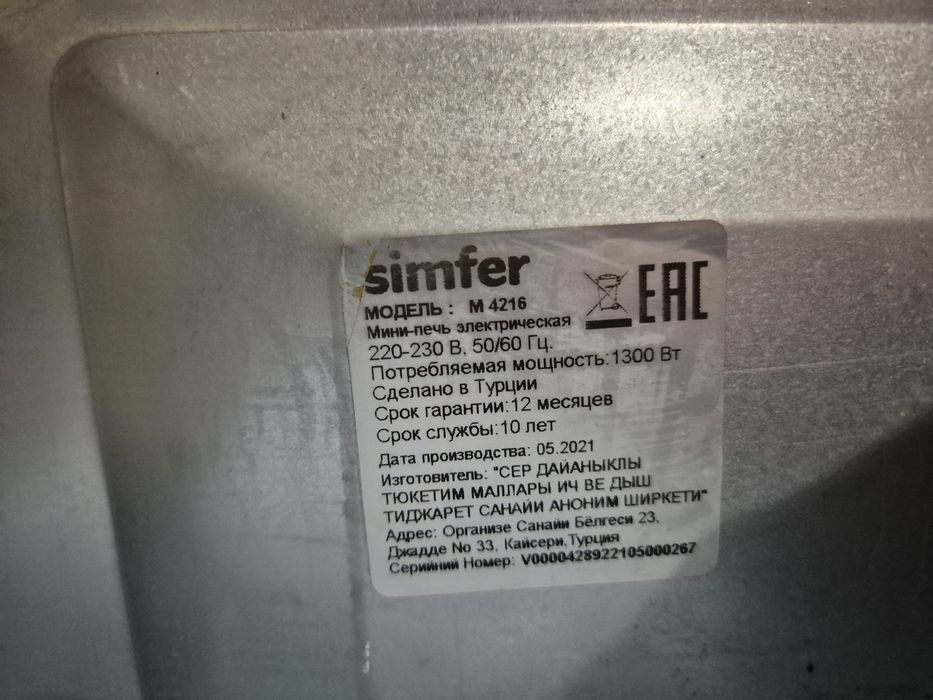 simfer
EAC
МОДЕЛЬ : М 4216
Мини-печь электрическая
220-230 В, 50/60 Гц.
Потребляемая мощность:1300 Вт
Сделано в Турции
Срок гарантии:12 месяцев
Срок службы:10 лет
Дата производства: 05.2021
Изготовитель: "СЕР ДАЙАНЫКЛЫ
ТЮКЕТИМ МАЛЛАРЫ ИЧ ВЕ ДЫШ
ТИДЖАРЕТ САНАЙИ АНОНИМ ШИРКЕТИ"
Адрес: Организе Санайи Бёлгеси 23,
Джадде No 33, Кайсери,Турция
Серийний Номер: V0000428922105000267